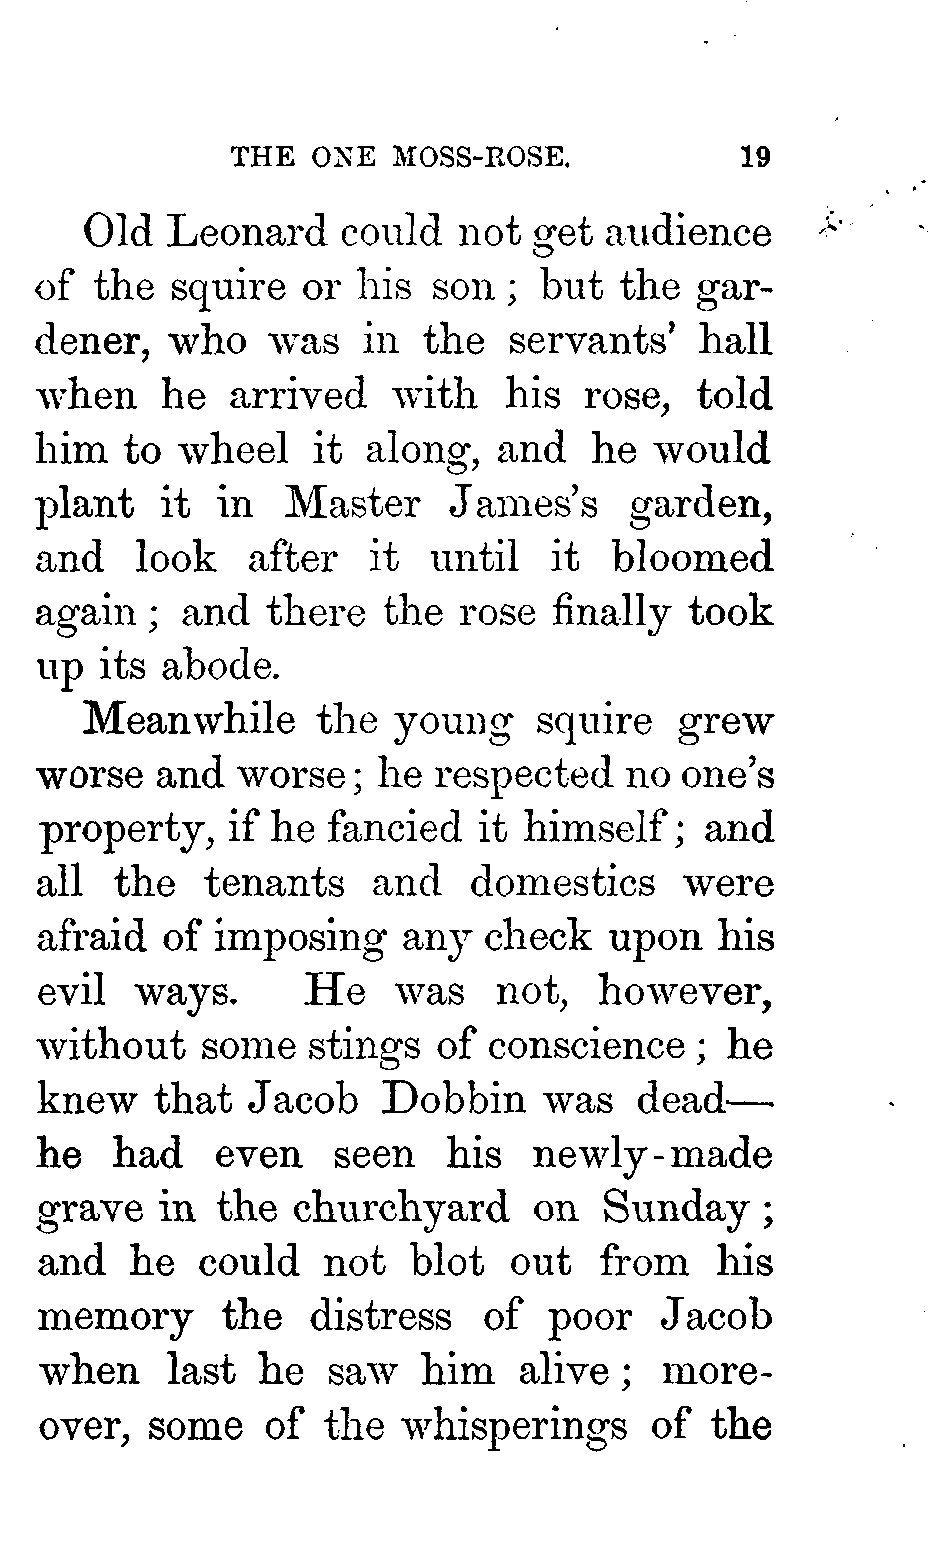 THE ONE MOSS-ROSE. 19
Old Leonard could not get audience
of the squire or his son ; but the gar-
dener, who was in the servants' hall
when he arrived with his rose, told
him to wheel it along, and he would
plant it in Master James's garden,
and look after it until it bloomed
again ; and there the rose finally took
up its abode.
Meanwhile the young squire grew
worse and worse ; he respected no one's
property, if he fancied it himself ; and
all the tenants and domestics were
afraid of imposing any check upon his
evil ways. He was not, however,
without some stings of conscience ; he
knew that Jacob Dobbin was dead—
he had even seen his newly-made
grave in the churchyard on Sunday ;
and he could not blot out from his
memory the distress of poor Jacob
when last he saw him alive ; more-
over, some of the whisperings of the